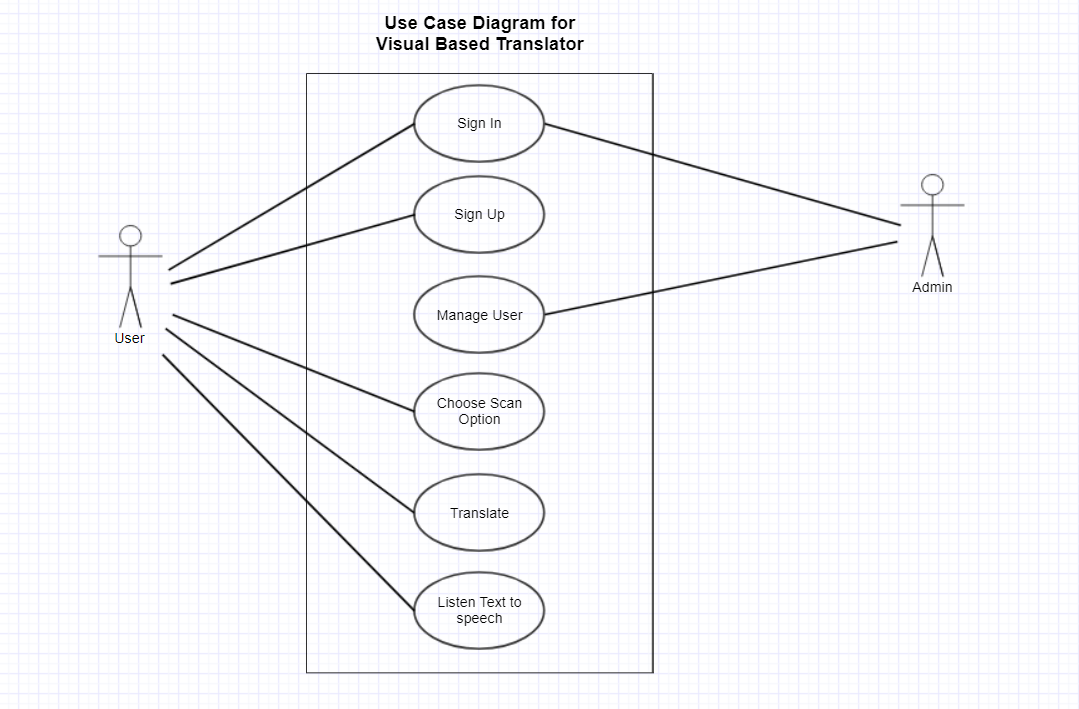 Use Case Diagram for
Visual Based Translator
Sign In
Sign Up
Manage User
Choose Scan
Option
Translate
Listen Text to
speech
User
Admin